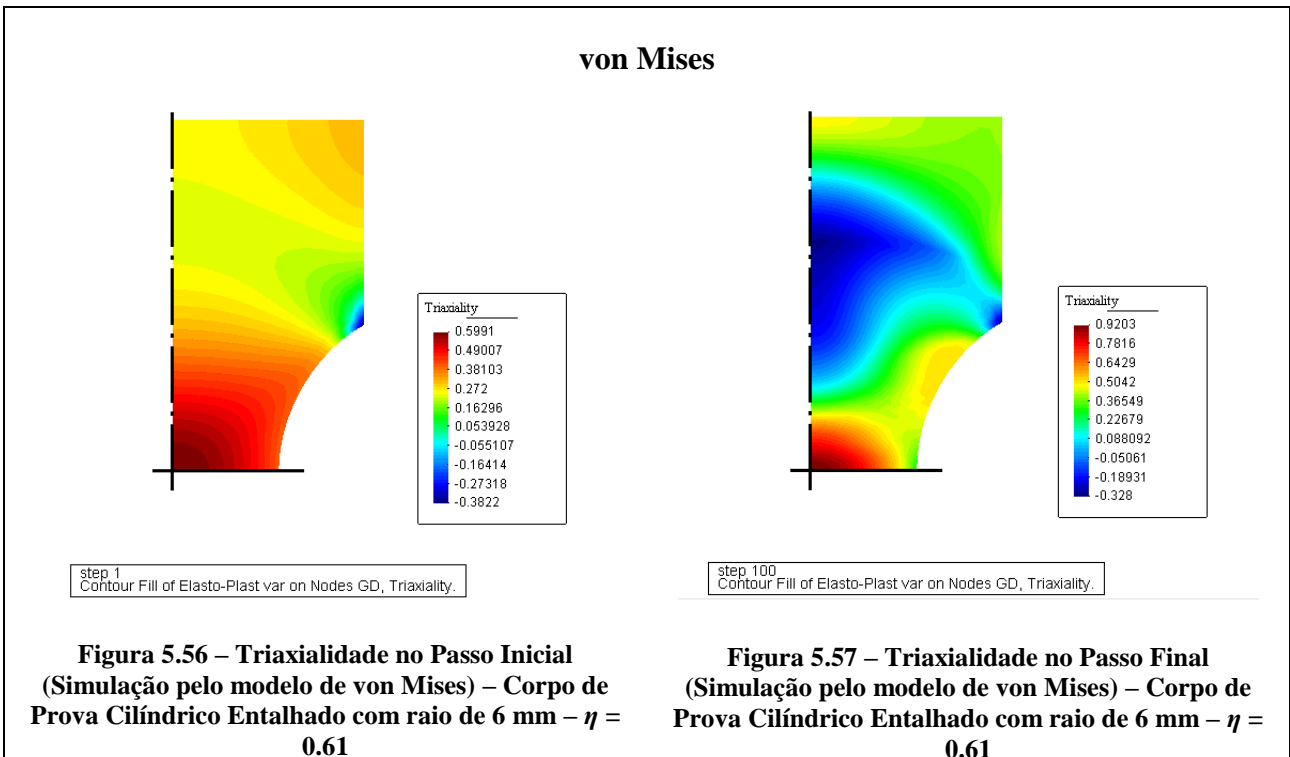 von Mises
Triaxiality
0.5991
0.49007
0.38103
0.272
0.16296
0.053928
-0.055107
-0.16414
-0.27318
-0.3822
step 1
Contour Fill of Elasto-Plast var on Nodes GD, Triaxiality.
Figura 5.56 – Triaxialidade no Passo Inicial
(Simulação pelo modelo de von Mises) – Corpo de
Prova Cilíndrico Entalhado com raio de 6 mm – η =
0.61
Triaxiality
0.9203
0.7816
0.6429
0.5042
0.36549
0.22679
0.088092
-0.05061
-0.18931
-0.328
step 100
Contour Fill of Elasto-Plast var on Nodes GD, Triaxiality.
Figura 5.57 – Triaxialidade no Passo Final
(Simulação pelo modelo de von Mises) – Corpo de
Prova Cilíndrico Entalhado com raio de 6 mm – η =
0.61